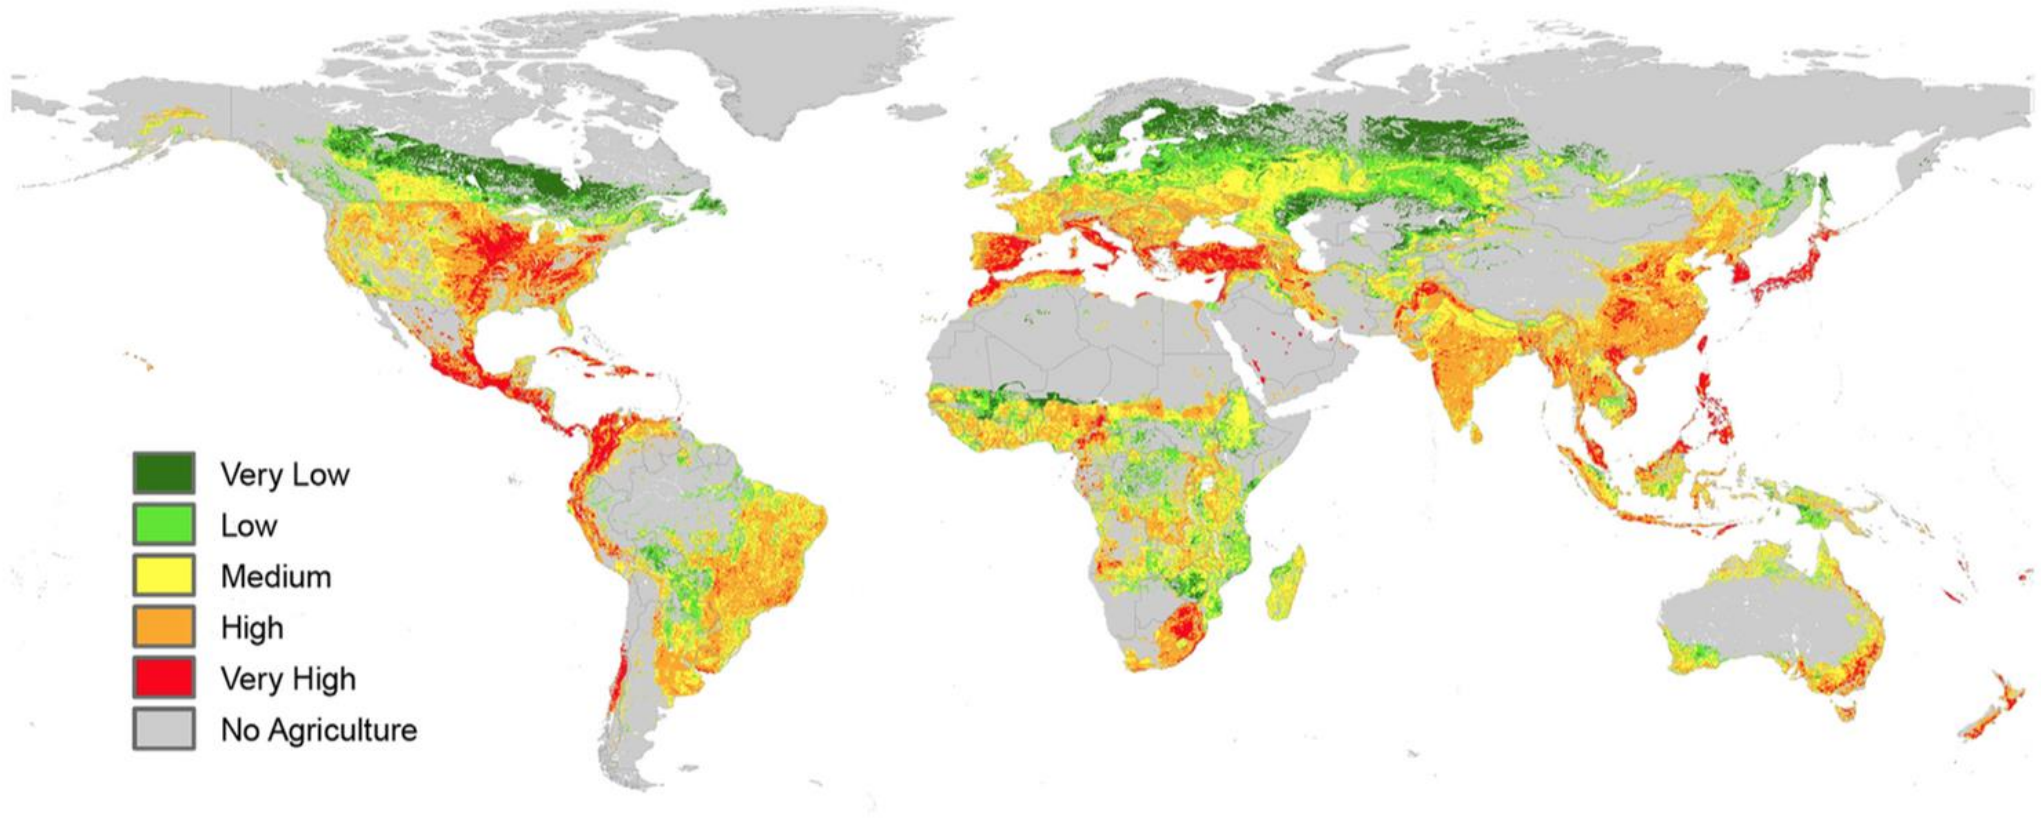 Very Low
Low
Medium
High
Very High
No Agriculture